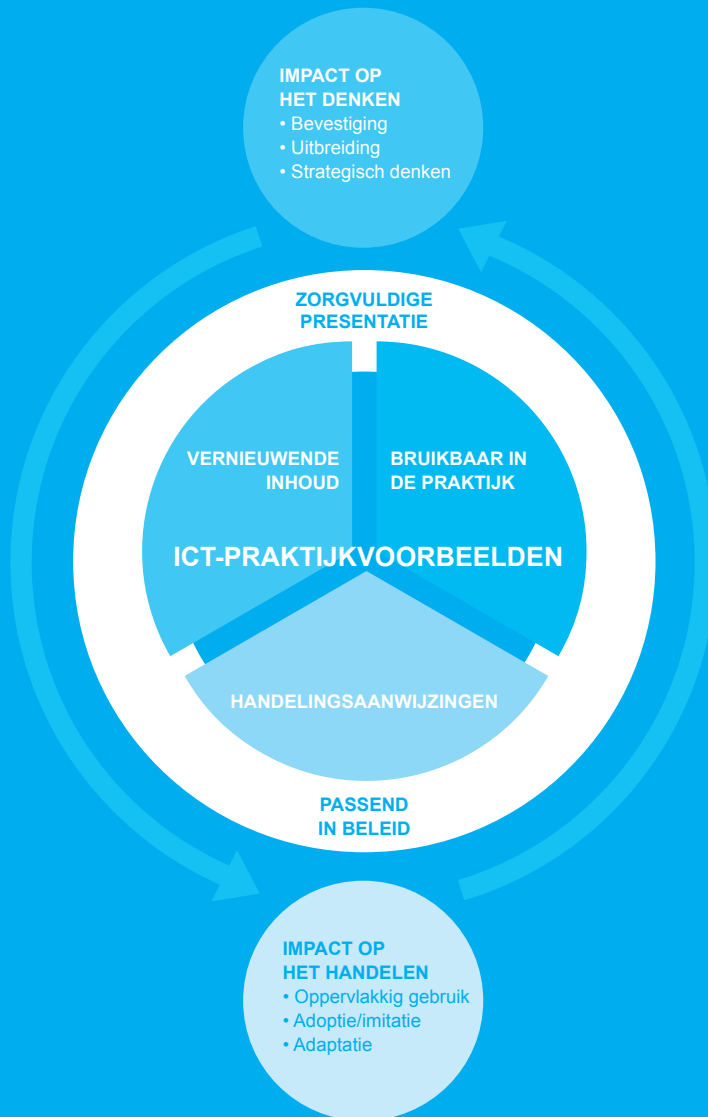 IMPACT OP
HET DENKEN
• Bevestiging
• Uitbreiding
• Strategisch denken
ZORGVULDIGE
PRESENTATIE
VERNIEUWENDE
INHOUD
BRUIKBAAR IN
DE PRAKTIJK
ICT-PRAKTIJKVOORBEELDEN
HANDELINGSAANWIJZINGEN
PASSEND
IN BELEID
IMPACT OP
HET HANDELEN
• Oppervlakkig gebruik
• Adoptie/imitatie
• Adaptatie